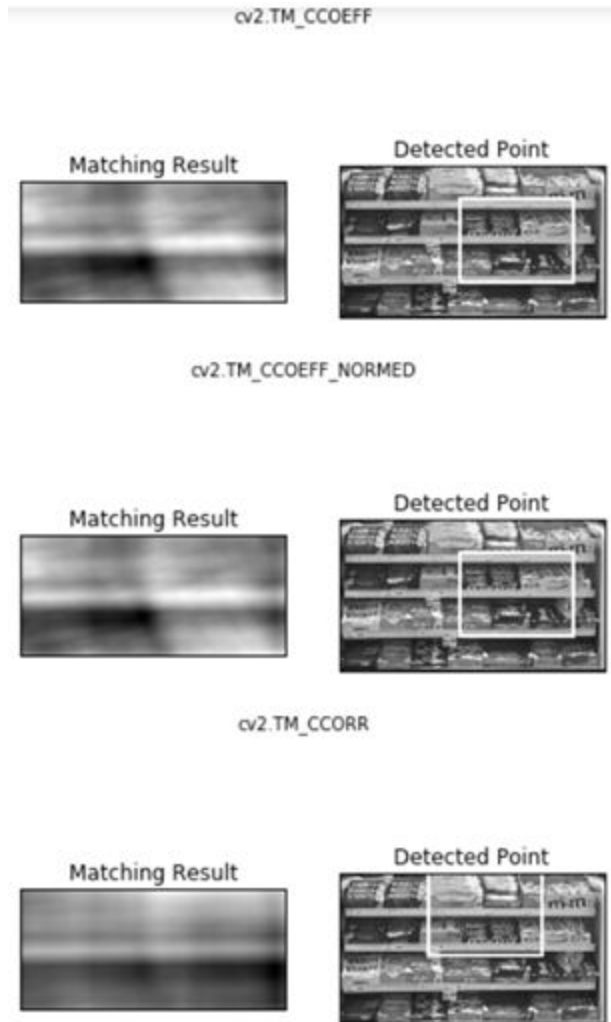 cv2.TM_CCOEFF
Matching Result
Detected Point
cv2.TM_CCOEFF_NORMED
Matching Result
Detected Point
cv2.TM_CCORR
Matching Result
Detected Point